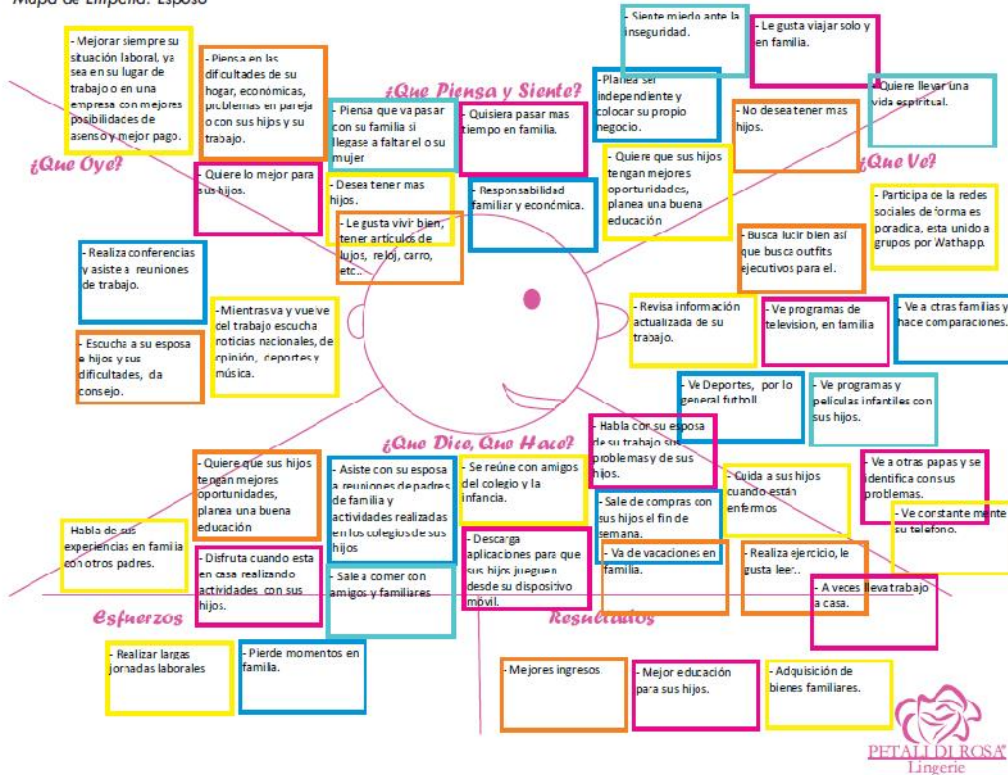 Mapa de Empatía: Esposo
¿Que Piensa y Siente?
- Mejorar siempre su
situación laboral, ya
sea en su lugar de
trabajo o en una
empresa con mejores
posibilidades de
asenso y mejor pago.
- Piensa en las
dificultades de su
hogar, económicas,
problemas en pareja
o con sus hijos y su
trabajo.
- Quiere lo mejor para
sus hijos.
- Piensa que va pasar
con su familia si
llegase a faltar el o su
mujer
- Desea tener mas
hijos.
- Le gusta vivir bien,
tener artículos de
lujos, reloj, carro,
etc..
- Quisiera pasar mas
tiempo en familia.
- Responsabilidad
familiar y económica.
- Siente miedo ante la
inseguridad.
- Planea ser
independiente y
colocar su propio
negocio.
- Quiere que sus hijos
tengan mejores
oportunidades,
planea una buena
educación
- Le gusta viajar solo y
en familia.
- No desea tener mas
hijos.
- Quiere llevar una
vida espiritual.
¿Que Oye?
- Realiza conferencias
y asiste a reuniones
de trabajo.
- Escucha a su esposa
e hijos y sus
dificultades, da
consejo.
- Mientras va y vuelve
del trabajo escucha
noticias nacionales, de
opinión, deportes y
música.
¿Que Ve?
- Participa de la redes
sociales de forma es
poradica, esta unido a
grupos por Wathapp.
- Busca lucir bien así
que busca outfits
ejecutivos para el.
- Revisa información
actualizada de su
trabajo.
- Ve programas de
television, en familia
- Ve a otras familias y
hace comparaciones.
- Ve Deportes, por lo
general futboll.
- Ve programas y
películas infantiles con
sus hijos.
- Ve a otras papas y se
identifica con sus
problemas.
- Ve constante mente
su telefono.
¿Que Dice, Que Hace?
- Habla de sus
experiencias en familia
con otros padres.
- Quiere que sus hijos
tengan mejores
oportunidades,
planea una buena
educación
- Disfruta cuando esta
en casa realizando
actividades con sus
hijos.
- Asiste con su esposa
a reuniones de padres
de familia y
actividades realizadas
en los colegios de sus
hijos
- Sale a comer con
amigos y familiares
- Se reúne con amigos
del colegio y la
infancia.
- Descarga
aplicaciones para que
sus hijos jueguen
desde su dispositivo
móvil.
- Habla con su esposa
de su trabajo sus
problemas y de sus
hijos.
- Sale de compras con
sus hijos el fin de
semana.
- Va de vacaciones en
familia.
- Cuida a sus hijos
cuando están
enfermos
- Realiza ejercicio, le
gusta leer..
- A veces lleva trabajo
a casa.
Esfuerzos
- Realizar largas
jornadas laborales
- Pierde momentos en
familia.
Resultados
- Mejores ingresos
- Mejor educación
para sus hijos.
- Adquisición de
bienes familiares.
PETALI DI ROSA
Lingerie